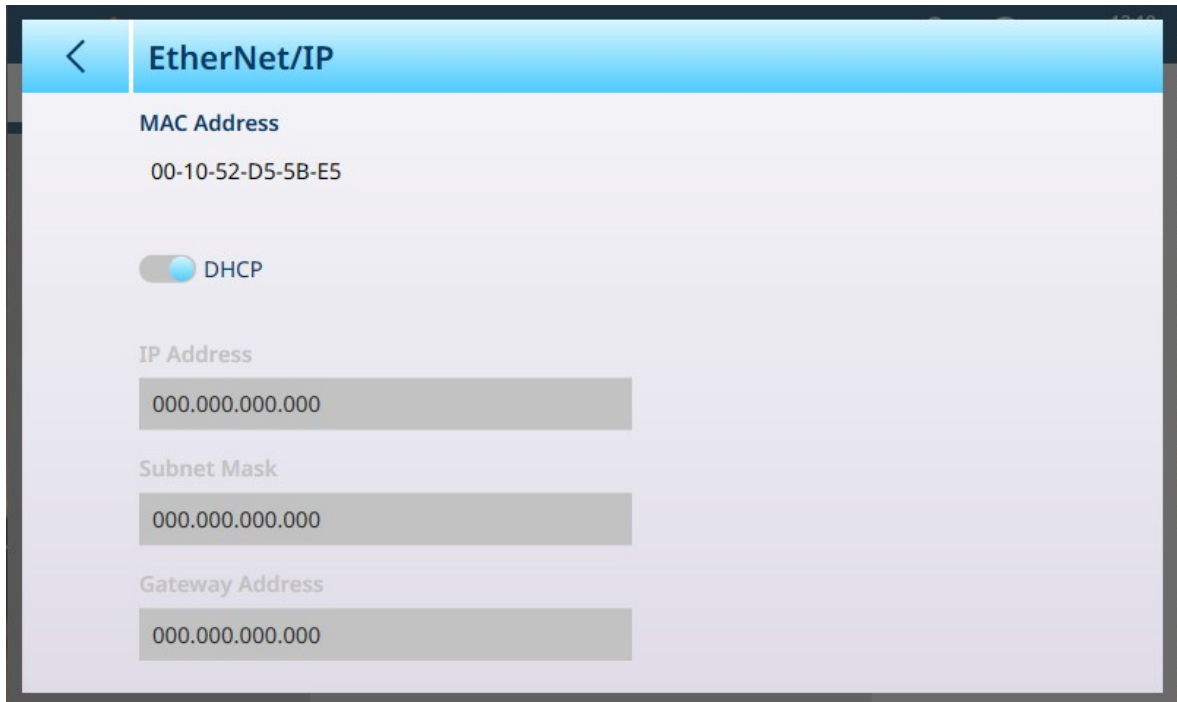 EtherNet/IP
MAC Address
00-10-52-D5-5B-E5
DHCP
IP Address
000.000.000.000
Subnet Mask
000.000.000.000
Gateway Address
000.000.000.000